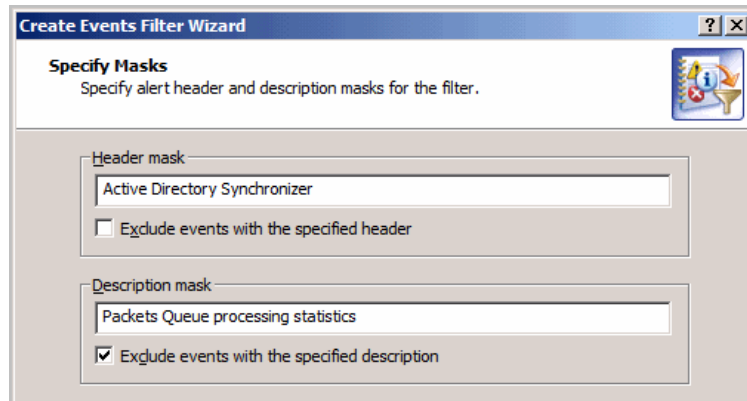 Create Events Filter Wizard
Specify Masks
Specify alert header and description masks for the filter.
Header mask
Active Directory Synchronizer
Exclude events with the specified header
Description mask
Packets Queue processing statistics
Exclude events with the specified description